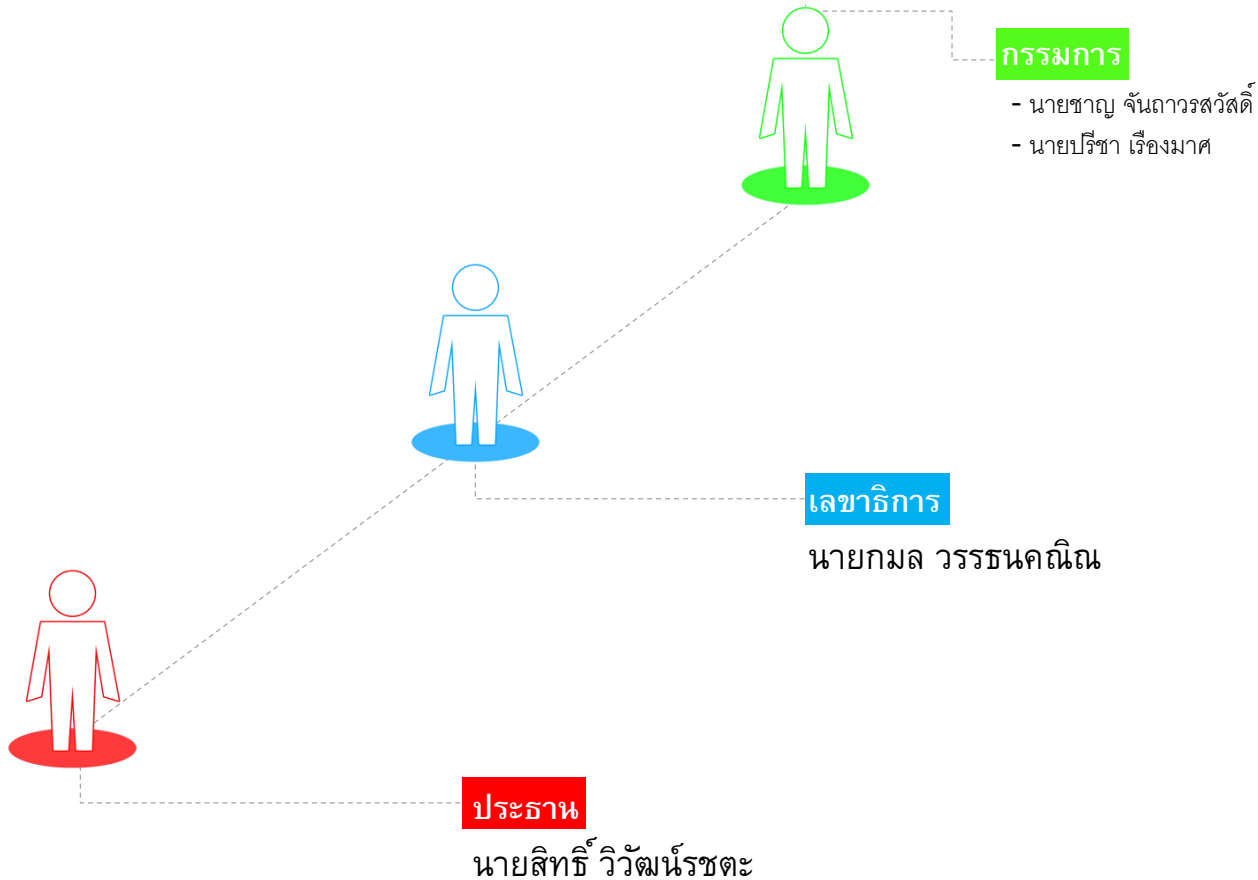 กรรมการ
- นายชาญ จันถาวรสวัสดิ์
- นายปรีชา เรืองมาศ
เลขาธิการ
นายกมล วรรธนคณิณ
ประธาน
นายสิทธิ์ วิวัฒน์รชตะ